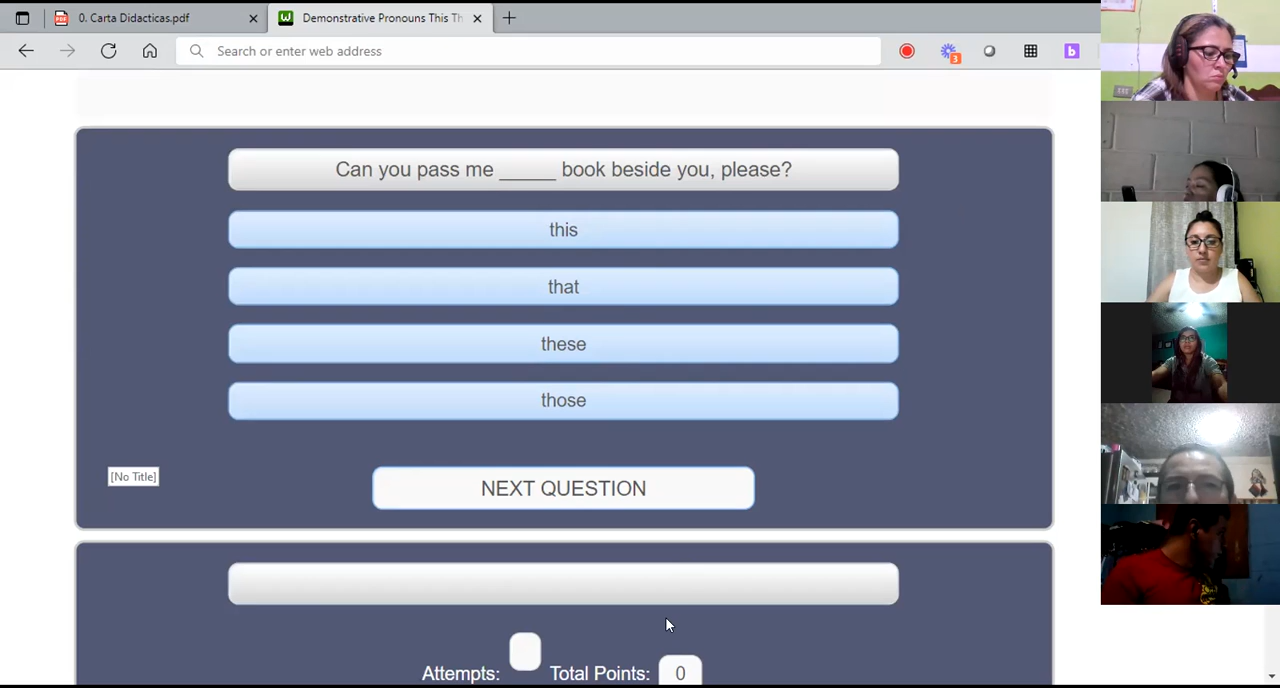 0. Carta Didacticas.pdf
Demonstrative Pronouns This Th
Search or enter web address
3
b
Can you pass me _____ book beside you, please?
this
that
these
those
[No Title]
NEXT QUESTION
Attempts:
Total Points: 0